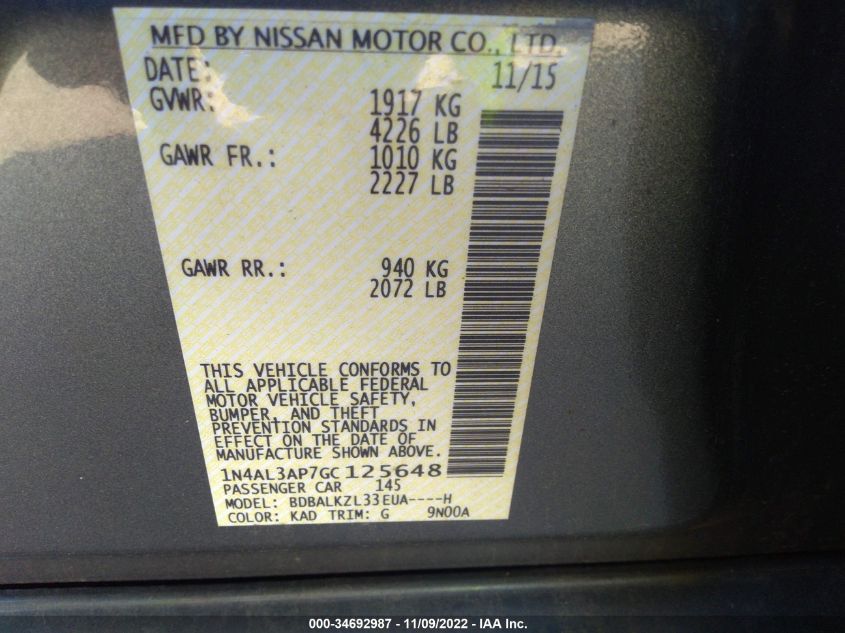 MFD BY NISSAN MOTOR CO., LTD.
DATE: 11/15
GVWR: 1917 KG
4226 LB
GAWR FR.: 1010 KG
2227 LB
GAWR RR.: 940 KG
2072 LB
THIS VEHICLE CONFORMS TO
ALL APPLICABLE FEDERAL
MOTOR VEHICLE SAFETY,
BUMPER, AND THEFT
PREVENTION STANDARDS IN
EFFECT ON THE DATE OF
MANUFACTURE SHOWN ABOVE.
1N4AL3AP7GC125648
PASSENGER CAR 145
MODEL: BDBALKZL33EUA----H
COLOR: KAD TRIM: G 9N00A
000-34692987 - 11/09/2022 - IAA Inc.